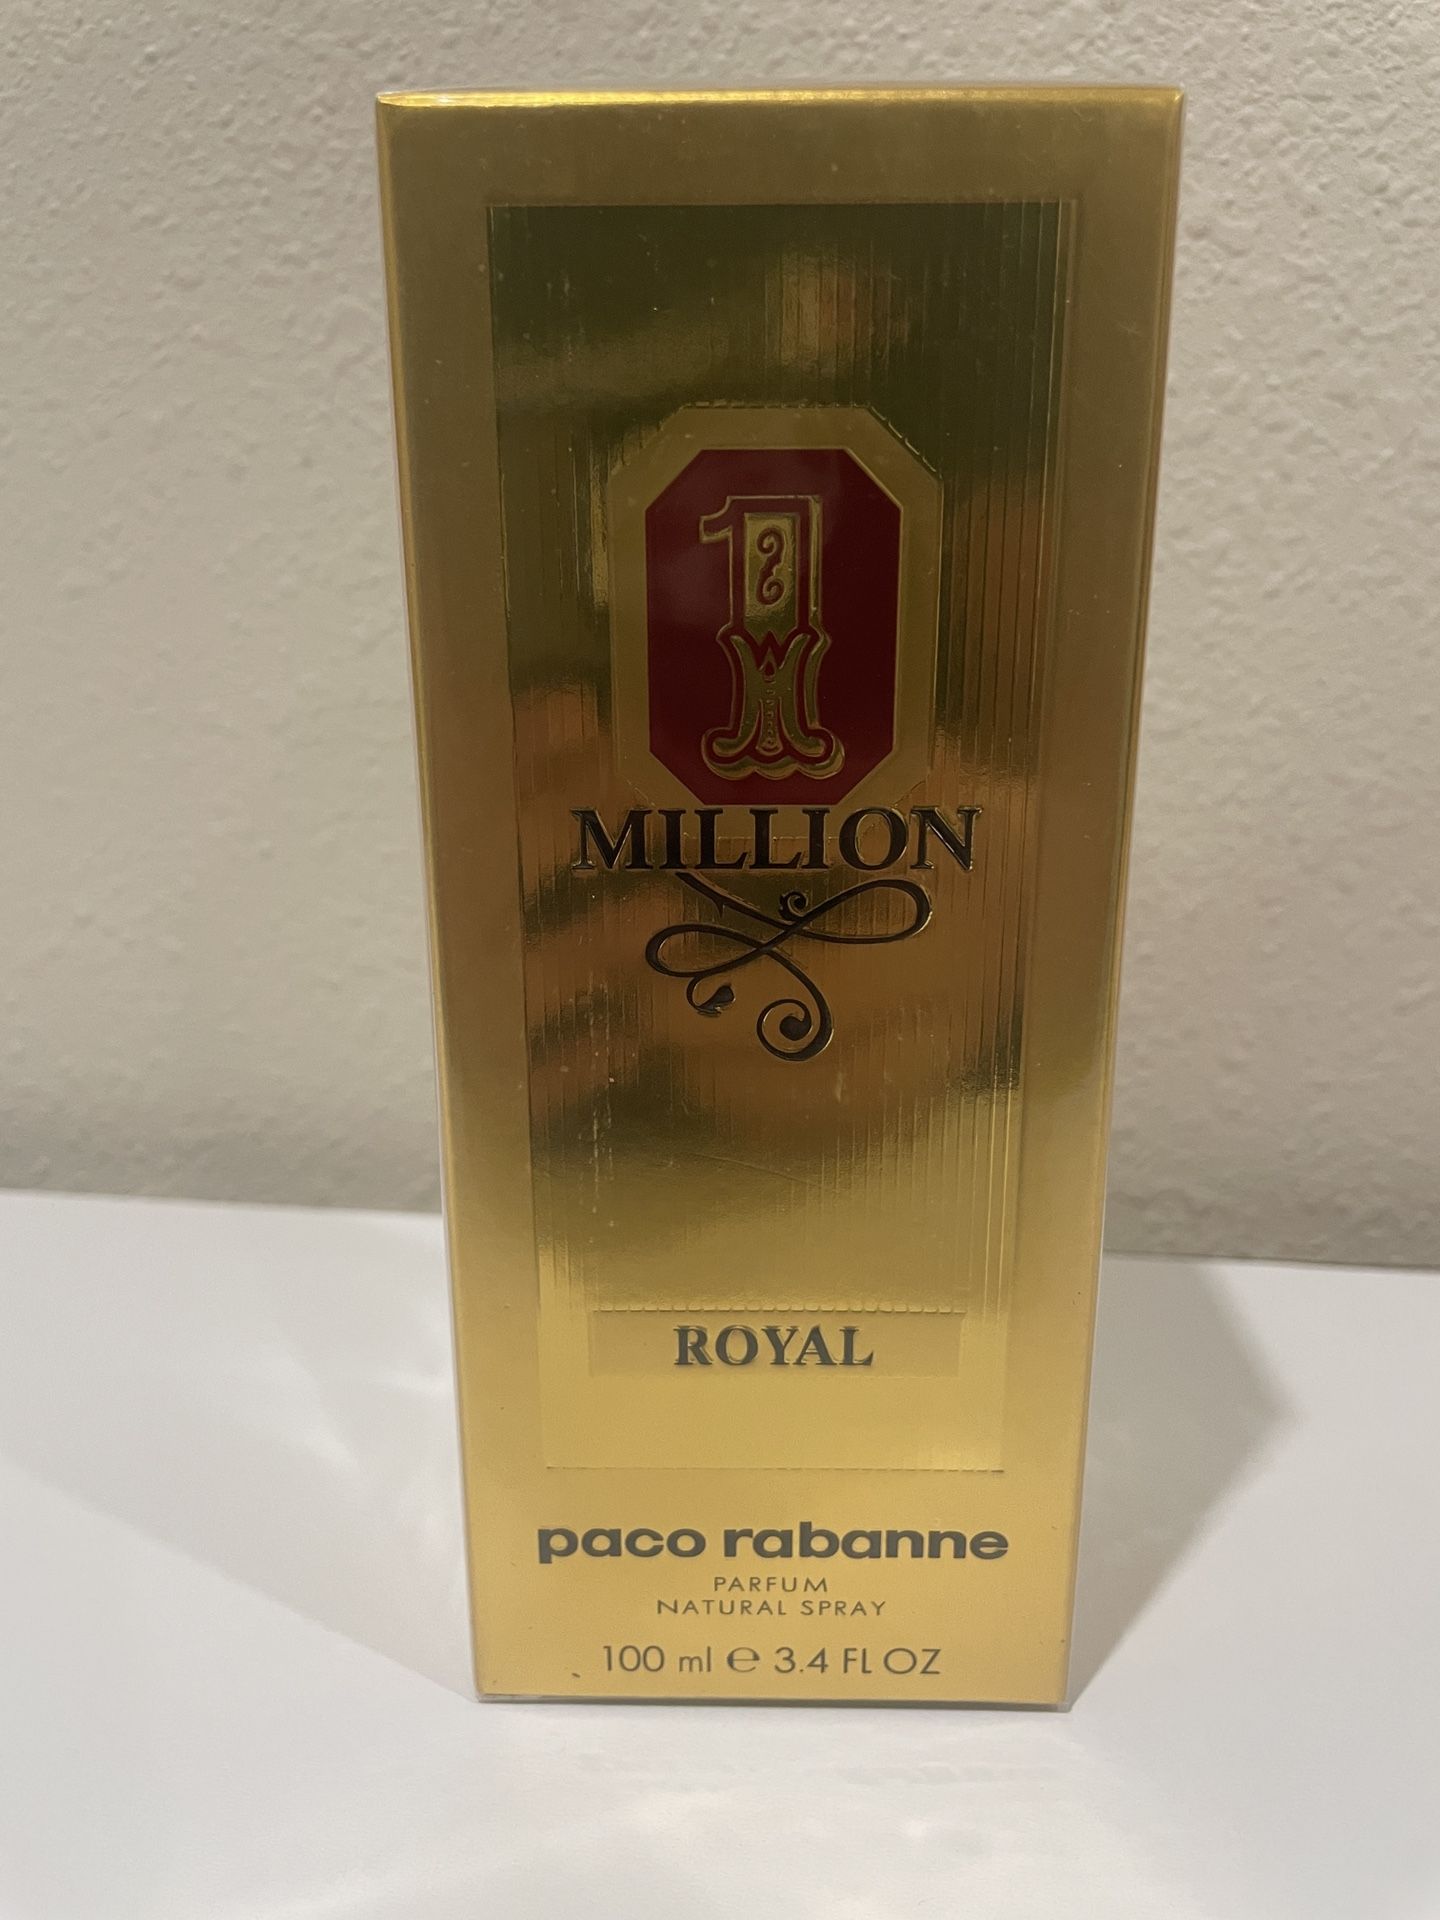 1
MILLION
ROYAL
paco rabanne
PARFUM
NATURAL SPRAY
100 ml ℮ 3.4 FL OZ